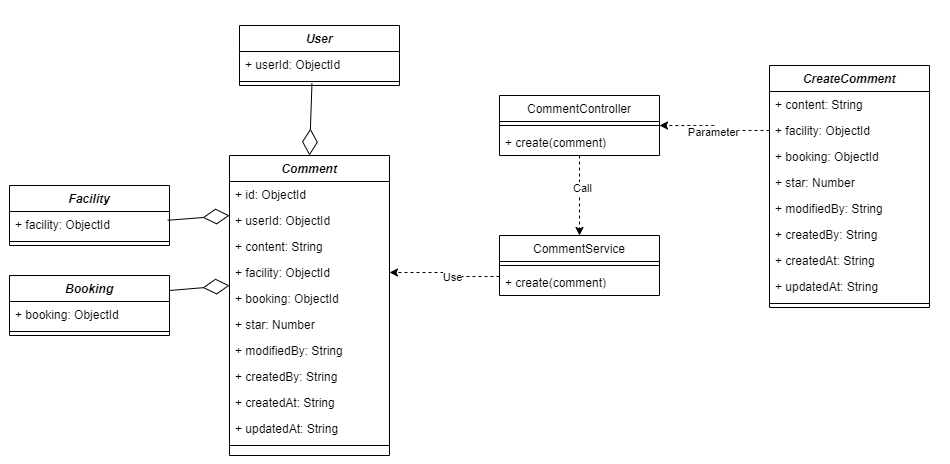 User
+ userId: ObjectId
Comment
+ id: ObjectId
+ userId: ObjectId
+ content: String
+ facility: ObjectId
+ booking: ObjectId
+ star: Number
+ modifiedBy: String
+ createdBy: String
+ createdAt: String
+ updatedAt: String
Facility
+ facility: ObjectId
Booking
+ booking: ObjectId
CommentController
+ create(comment)
Call
CommentService
+ create(comment)
Use
Parameter
CreateComment
+ content: String
+ facility: ObjectId
+ booking: ObjectId
+ star: Number
+ modifiedBy: String
+ createdBy: String
+ createdAt: String
+ updatedAt: String